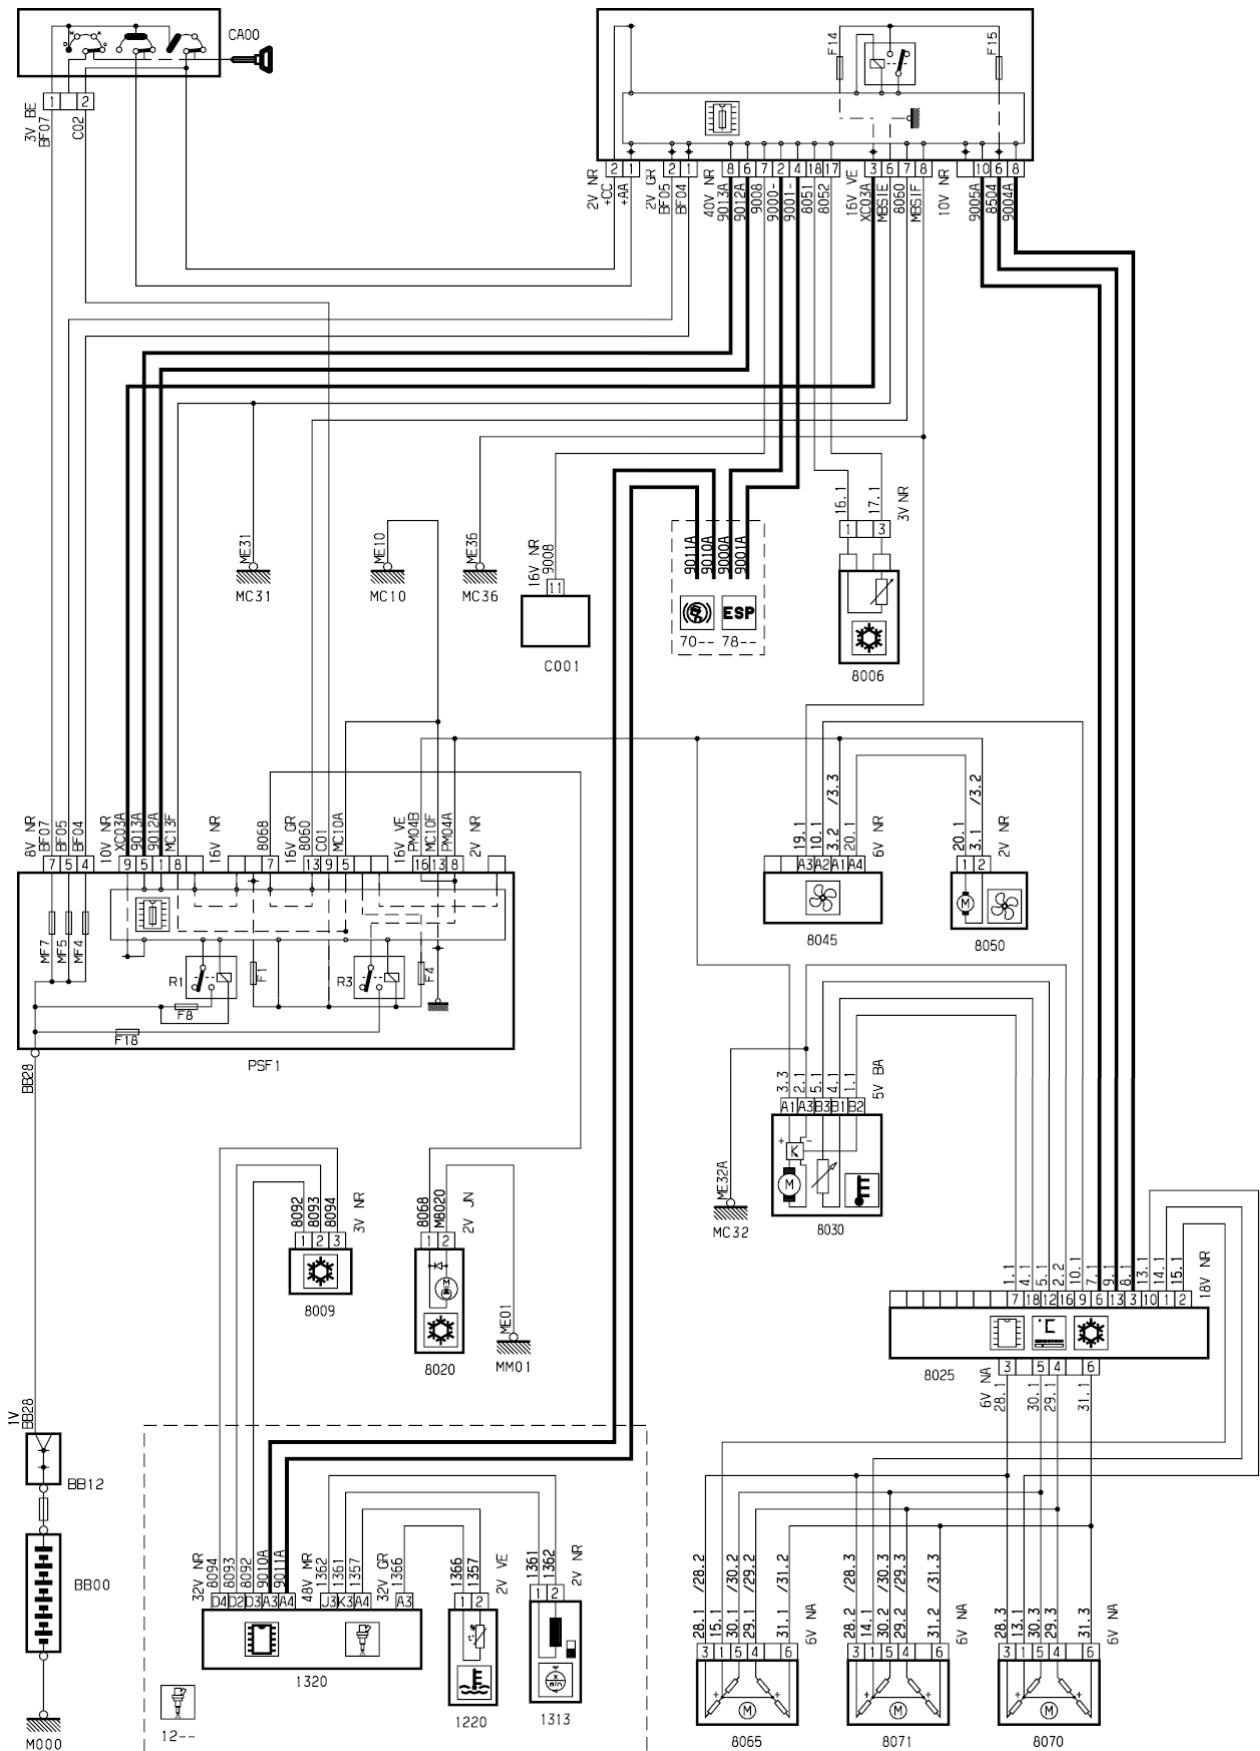 CA00
1 2
3V BE
BF07
C02
F14
F15
2 1 2 1 8 6 7 2 4 18 17 3 6 7 8 10 6 8
2V NR
+CC
+AA
2V GR
BF05
BF04
40V NR
9013A
9012A
9008
9000-
9001-
8051
8052
16V VE
XC03A
MBSIE
8060
MBSIF
10V NR
9005A
8504
9004A
ME31
MC31
ME10
MC10
ME36
MC36
16V NR
9008
11
C001
9011A
9010A
9000A
9001A
ESP
70-- 78--
16.1
17.1
3V NR
1 3
8006
8V NR
BF07
BF05
BF04
10V NR
XC03A
9013A
9012A
MC13F
16V NR
8068
16V GR
8060
C01
MC10A
16V VE
PM04B
MC10F
PM04A
2V NR
7 5 4 9 5 1 8 7 13 9 5 16 13 8
MF7
MF5
MF4
R1
F1
R3
F4
F8
F18
PSF1
BB28
19.1
10.1
3.2
/3.3
20.1
6V NR
A3 A2 A1 A4
8045
20.1
3.1
/3.2
2V NR
1 2
M
8050
3.3
2.1
5.1
4.1
1.1
5V BA
A1 A3 B3 B1 B2
+ -
K
M
8030
ME32A
MC32
8092
8093
8094
3V NR
1 2 3
8009
8068
M8020
2V JN
1 2
M
8020
ME01
MM01
1.1
4.1
5.1
2.2
10.1
7.1
9.1
8.1
13.1
14.1
15.1
18V NR
7 18 12 16 9 6 13 3 10 1 2
°C
8025
3 5 4 6
6V NA
28.1
30.1
29.1
31.1
1V
BB28
BB12
BB00
M000
32V NR
8094
8093
8092
9010A
9011A
48V MR
1362
1361
1357
32V GR
1366
D4 D2 D3 A3 A4 J3 K3 A4 A3
1320
12--
1366
1357
2V VE
1 2
1220
1361
1362
2V NR
1 2
x
min
1313
28.1
/28.2
15.1
30.1
/30.2
29.1
/29.2
31.1
/31.2
6V NA
3 1 5 4 6
+
M
8065
28.2
/28.3
14.1
30.2
/30.3
29.2
/29.3
31.2
/31.3
6V NA
3 1 5 4 6
+
M
8071
28.3
13.1
30.3
29.3
31.3
6V NA
3 1 5 4 6
+
M
8070